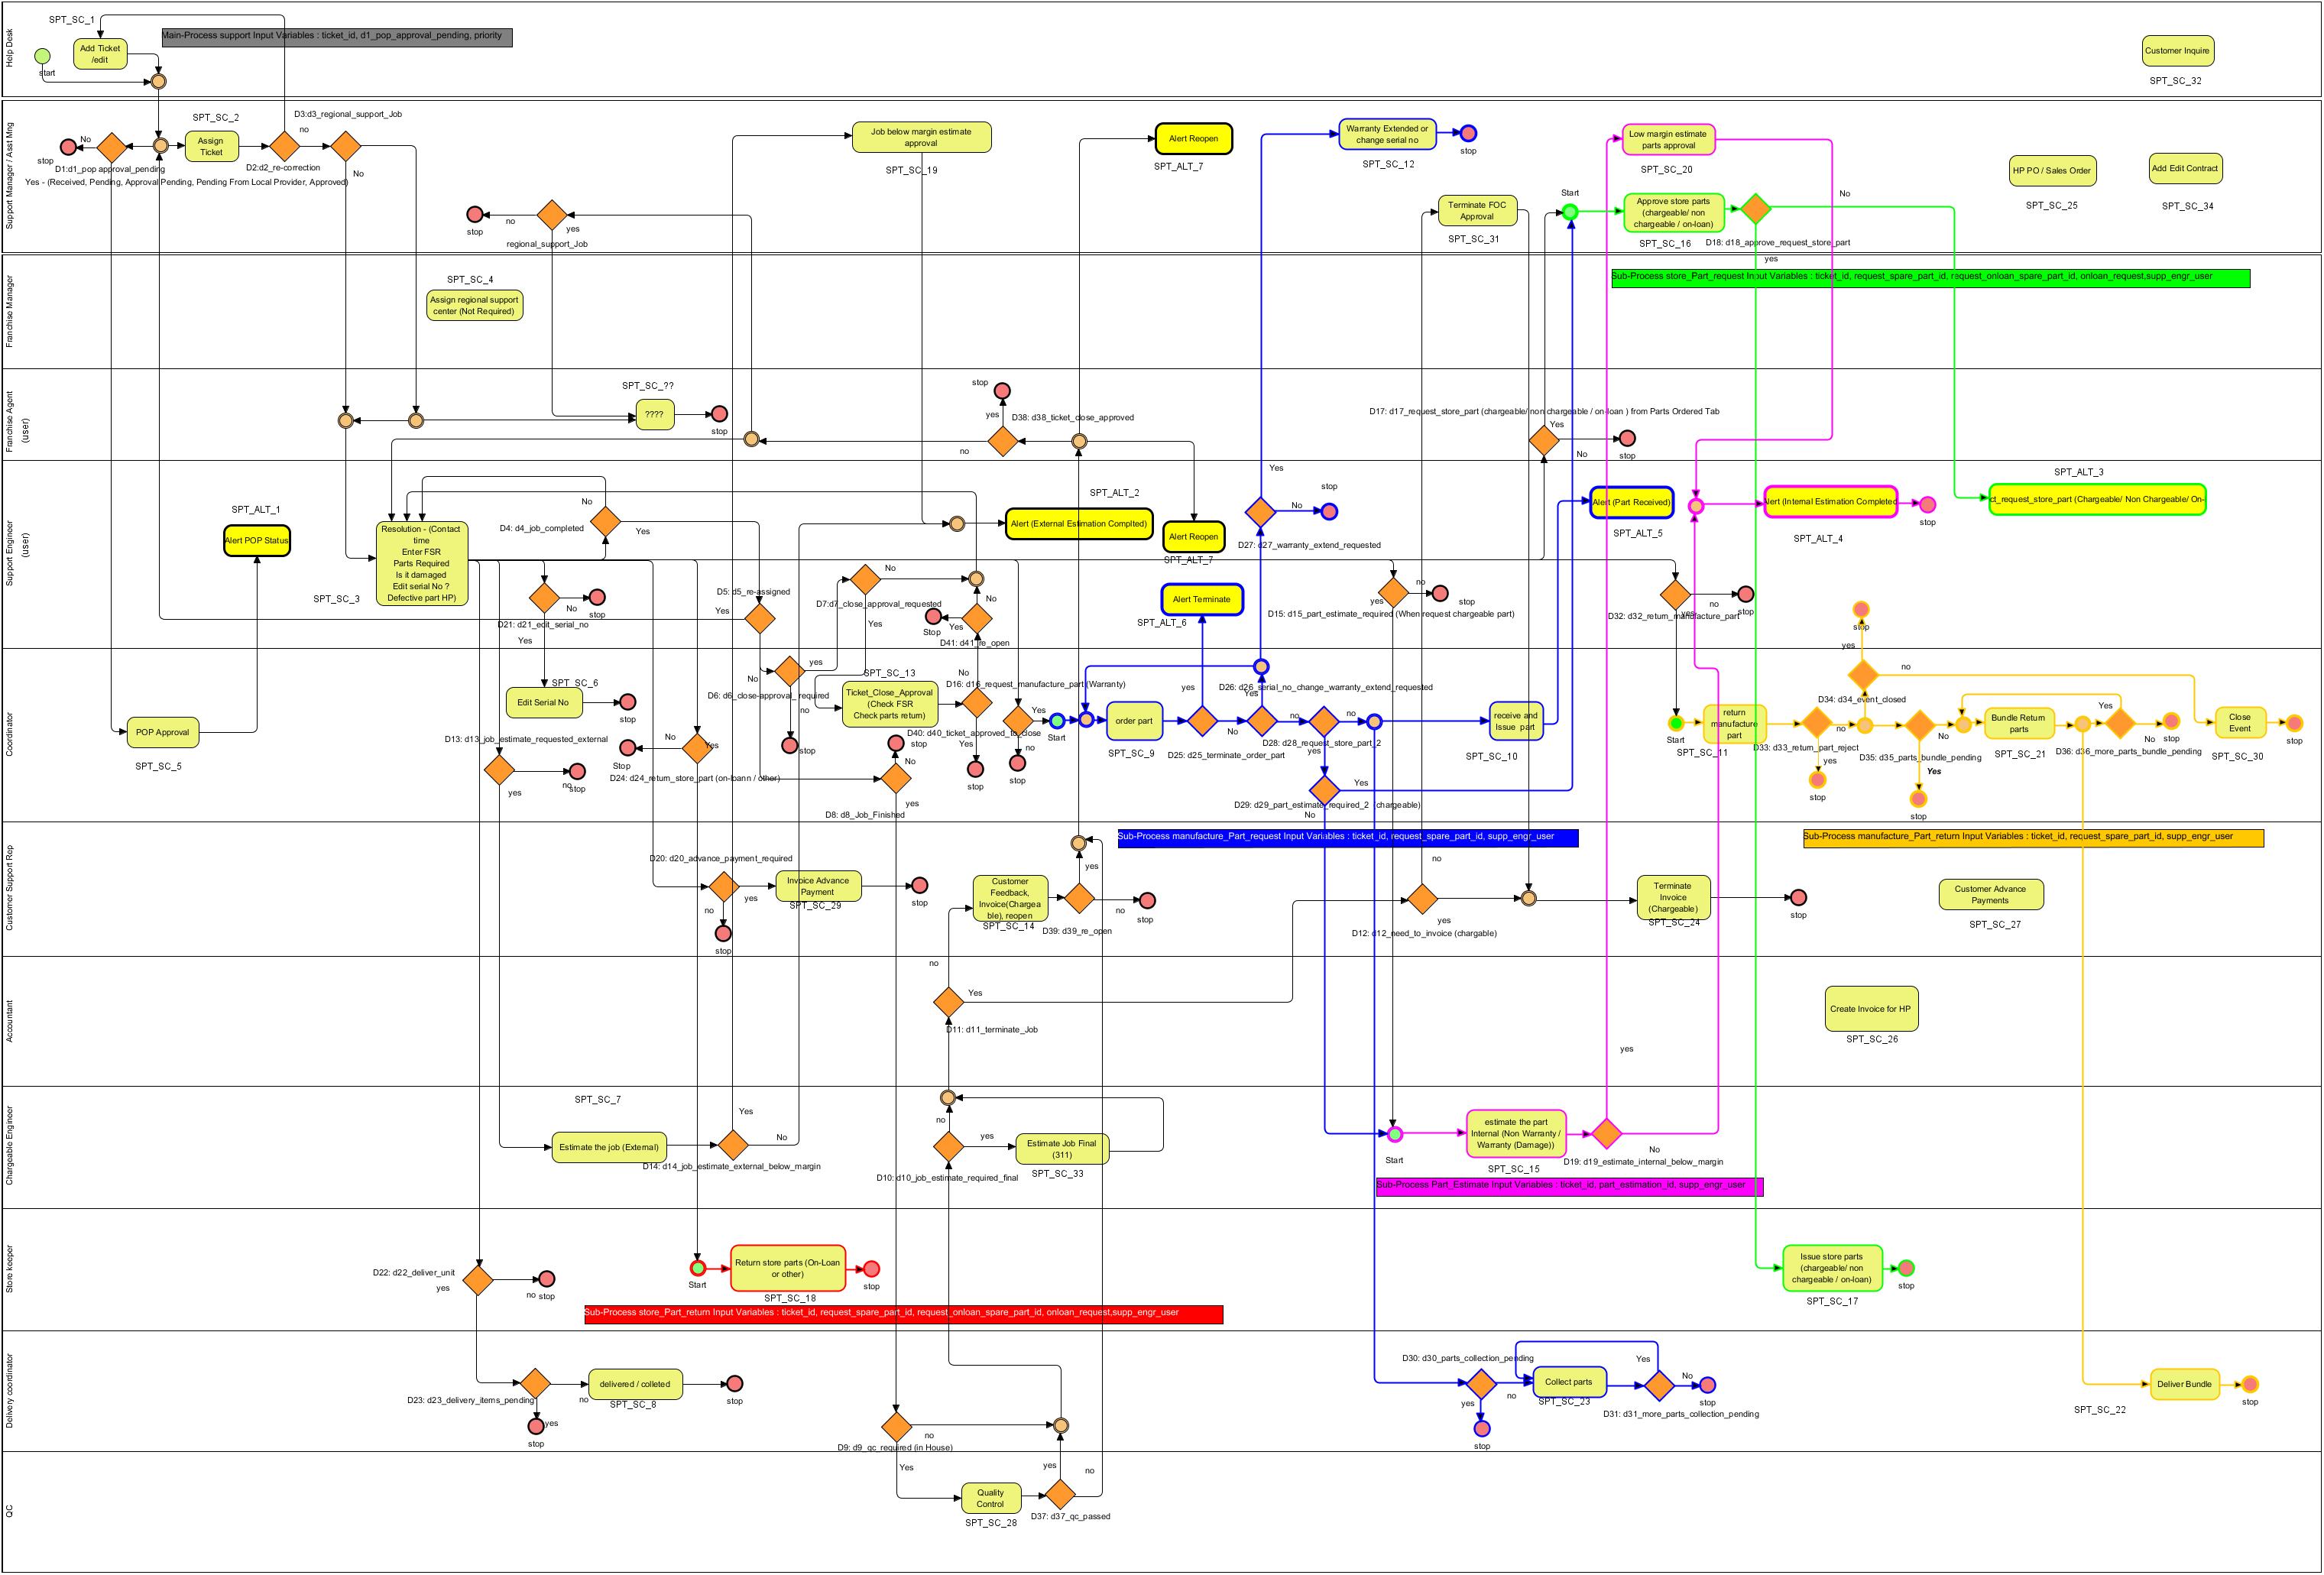 Help Desk
SPT_SC_1
Add Ticket
/edit
start
Main-Process support Input Variables : ticket_id, d1_pop_approval_pending, priority
Customer Inquire
SPT_SC_32
Support Manager / Asst Mng
No
stop
D1:d1_pop approval_pending
Yes - (Received, Pending, Approval Pending, Pending From Local Provider, Approved)
SPT_SC_2
Assign
Ticket
no
D2:d2_re-correction
D3:d3_regional_support_Job
No
stop
no
yes
regional_support_Job
Job below margin estimate
approval
SPT_SC_19
Alert Reopen
SPT_ALT_7
Warranty Extended or
change serial no
SPT_SC_12
stop
Terminate FOC
Approval
SPT_SC_31
Start
Low margin estimate
parts approval
SPT_SC_20
Approve store parts
(chargeable/ non
chargeable / on-loan)
SPT_SC_16
D18: d18_approve_request_store_part
yes
No
HP PO / Sales Order
SPT_SC_25
Add Edit Contract
SPT_SC_34
Franchise Manager
SPT_SC_4
Assign regional support
center (Not Required)
Sub-Process store_Part_request Input Variables : ticket_id, request_spare_part_id, request_onloan_spare_part_id, onloan_request,supp_engr_user
Franchise Agent
(user)
SPT_SC_??
????
stop
stop
yes
D38: d38_ticket_close_approved
no
D17: d17_request_store_part (chargeable/ non chargeable / on-loan ) from Parts Ordered Tab
Yes
stop
No
Support Engineer
(user)
SPT_ALT_1
Alert POP Status
Resolution - (Contact
time
Enter FSR
Parts Required
Is it damaged
Edit serial No ?
Defective part HP)
SPT_SC_3
No
D4: d4_job_completed
Yes
No
stop
D21: d21_edit_serial_no
Yes
D5: d5_re-assigned
Yes
No
D7:d7_close_approval_requested
Yes
No
Yes
Stop
D41: d41_re_open
SPT_ALT_2
Alert (External Estimation Complted)
Alert Reopen
SPT_ALT_7
Alert Terminate
SPT_ALT_6
Yes
stop
No
D27: d27_warranty_extend_requested
no
yes
stop
D15: d15_part_estimate_required (When request chargeable part)
Alert (Part Received)
SPT_ALT_5
Alert (Internal Estimation Completed
SPT_ALT_4
stop
SPT_ALT_3
ct_request_store_part (Chargeable/ Non Chargeable/ On-
no
stop
D32: d32_return_manufacture_part
yes
stop
yes
Coordinator
POP Approval
SPT_SC_5
SPT_SC_6
Edit Serial No
stop
D13: d13_job_estimate_requested_external
no
stop
yes
No
Yes
Stop
D24: d24_return_store_part (on-loann / other)
No
yes
D6: d6_close-approval_required
no
stop
SPT_SC_13
Ticket_Close_Approval
(Check FSR
Check parts return)
No
D40: d40_ticket_approved_to_close
Yes
stop
stop
No
yes
D8: d8_Job_Finished
D16: d16_request_manufacture_part (Warranty)
Yes
Start
no
stop
order part
SPT_SC_9
yes
D25: d25_terminate_order_part
No
D26: d26_serial_no_change_warranty_extend_requested
Yes
no
D28: d28_request_store_part_2
no
yes
Yes
D29: d29_part_estimate_required_2 (chargeable)
No
receive and
Issue part
SPT_SC_10
Start
return
manufacture
part
SPT_SC_11
D33: d33_return_part_reject
no
yes
stop
D34: d34_event_closed
no
D35: d35_parts_bundle_pending
No
Yes
stop
Bundle Return
parts
SPT_SC_21
Yes
No
stop
D36: d36_more_parts_bundle_pending
Close
Event
SPT_SC_30
stop
Customer Support Rep
D20: d20_advance_payment_required
yes
no
stop
Invoice Advance
Payment
SPT_SC_29
stop
Customer
Feedback,
Invoice(Chargea
ble), reopen
SPT_SC_14
yes
no
stop
D39: d39_re_open
Sub-Process manufacture_Part_request Input Variables : ticket_id, request_spare_part_id, supp_engr_user
no
yes
D12: d12_need_to_invoice (chargable)
Terminate
Invoice
(Chargeable)
SPT_SC_24
stop
Sub-Process manufacture_Part_return Input Variables : ticket_id, request_spare_part_id, supp_engr_user
Customer Advance
Payments
SPT_SC_27
Accountant
no
Yes
D11: d11_terminate_Job
yes
Create Invoice for HP
SPT_SC_26
Chargeable Engineer
SPT_SC_7
Estimate the job (External)
Yes
No
D14: d14_job_estimate_external_below_margin
no
yes
D10: d10_job_estimate_required_final
Estimate Job Final
(311)
SPT_SC_33
Start
estimate the part
Internal (Non Warranty /
Warranty (Damage))
SPT_SC_15
No
D19: d19_estimate_internal_below_margin
Sub-Process Part_Estimate Input Variables : ticket_id, part_estimation_id, supp_engr_user
Store keeper
D22: d22_deliver_unit
yes
no
stop
Start
Return store parts (On-Loan
or other)
SPT_SC_18
stop
Sub-Process store_Part_return Input Variables : ticket_id, request_spare_part_id, request_onloan_spare_part_id, onloan_request,supp_engr_user
Issue store parts
(chargeable/ non
chargeable / on-loan)
SPT_SC_17
stop
Delivery coordinator
D23: d23_delivery_items_pending
no
yes
stop
delivered / colleted
SPT_SC_8
stop
no
D9: d9_qc_required (in House)
D30: d30_parts_collection_pending
no
yes
stop
Collect parts
SPT_SC_23
Yes
No
stop
D31: d31_more_parts_collection_pending
Deliver Bundle
SPT_SC_22
stop
QC
Yes
Quality
Control
SPT_SC_28
yes
no
D37: d37_qc_passed